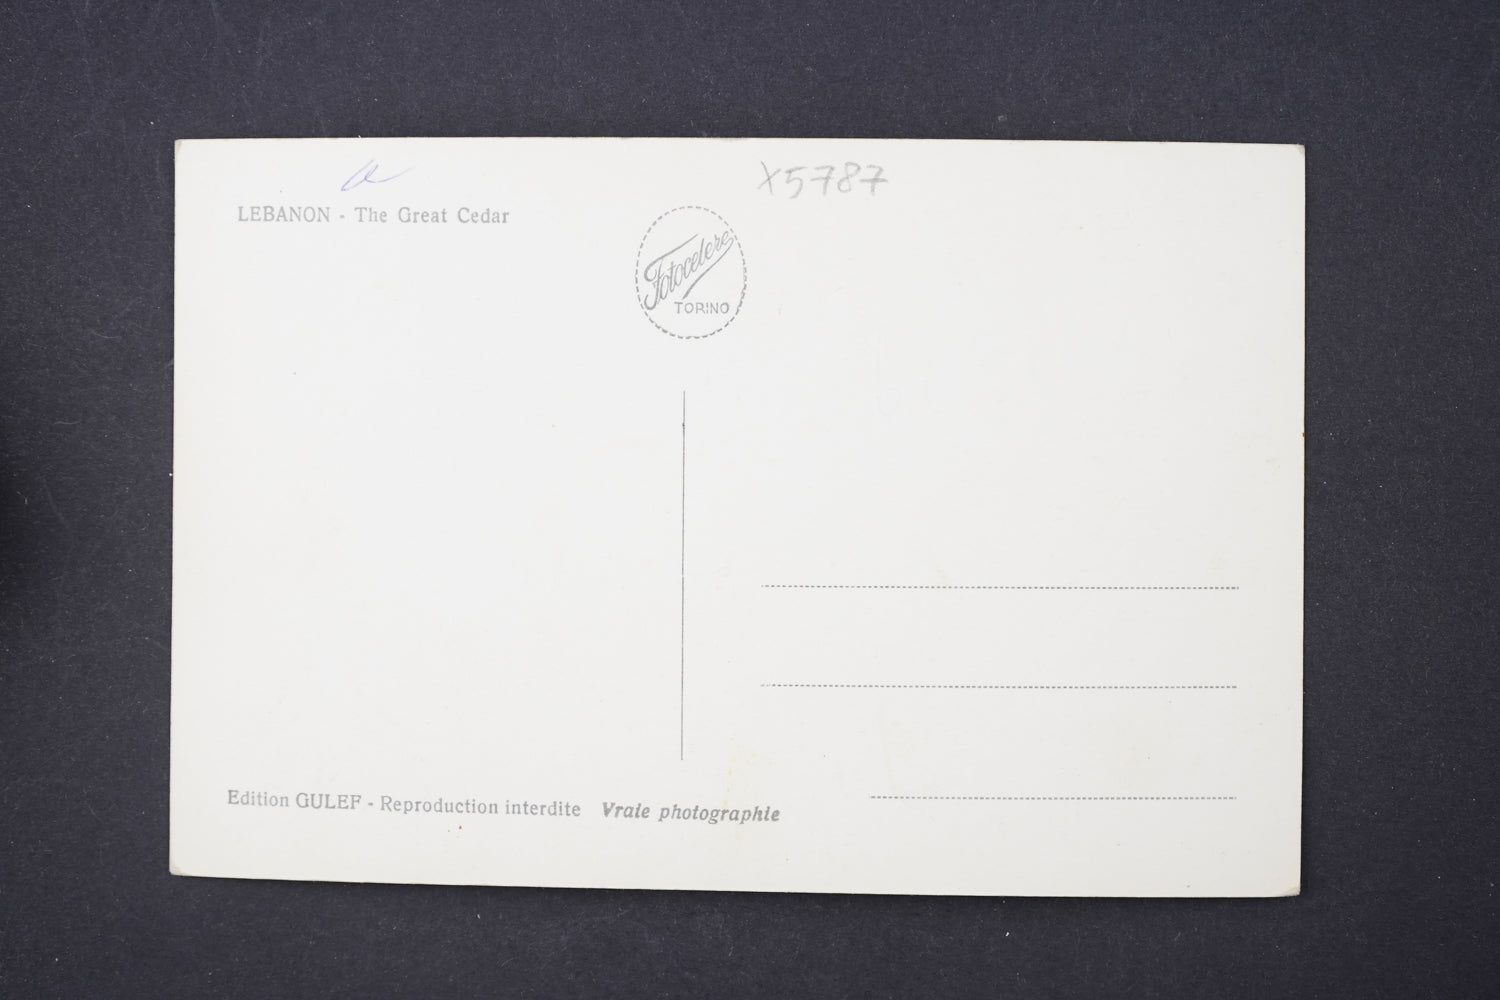 X5787
LEBANON - The Great Cedar
Fotocelere
TORINO
Edition GULEF - Reproduction interdite Vraie photographie